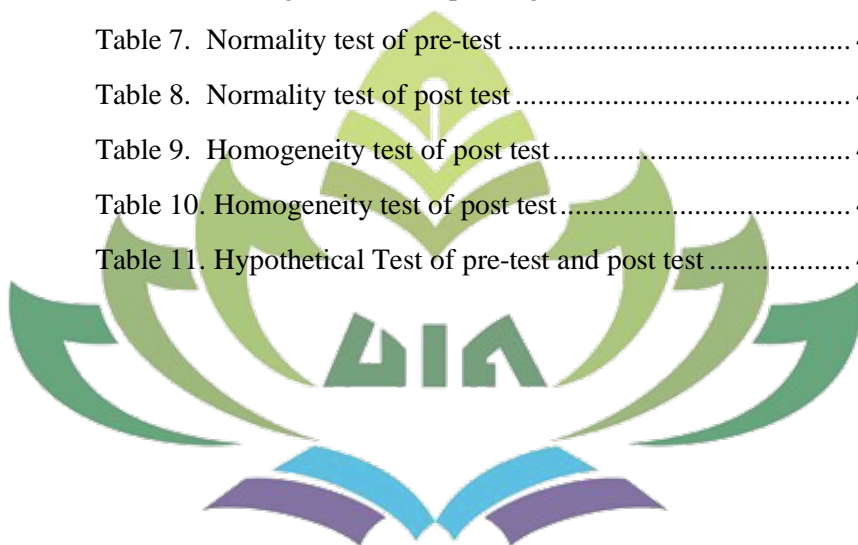 Table 7. Normality test of pre-test ..........................................
Table 8. Normality test of post test .........................................
Table 9. Homogeneity test of post test ....................................
Table 10. Homogeneity test of post test ...................................
Table 11. Hypothetical Test of pre-test and post test ..................
UIN